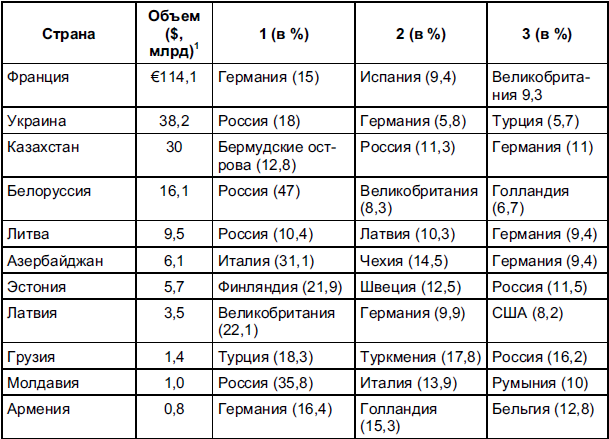 Страна Объем ($, млрд)1 1 (в %) 2 (в %) 3 (в %)
Франция €114,1 Германия (15) Испания (9,4) Великобрита-
ния 9,3
Украина 38,2 Россия (18) Германия (5,8) Турция (5,7)
Казахстан 30 Бермудские ост-
рова (12,8) Россия (11,3) Германия (11)
Белоруссия 16,1 Россия (47) Великобритания
(8,3) Голландия
(6,7)
Литва 9,5 Россия (10,4) Латвия (10,3) Германия (9,4)
Азербайджан 6,1 Италия (31,1) Чехия (14,5) Германия (9,4)
Эстония 5,7 Финляндия (21,9) Швеция (12,5) Россия (11,5)
Латвия 3,5 Великобритания
(22,1) Германия (9,9) США (8,2)
Грузия 1,4 Турция (18,3) Туркмения (17,8) Россия (16,2)
Молдавия 1,0 Россия (35,8) Италия (13,9) Румыния (10)
Армения 0,8 Германия (16,4) Голландия
(15,3) Бельгия (12,8)